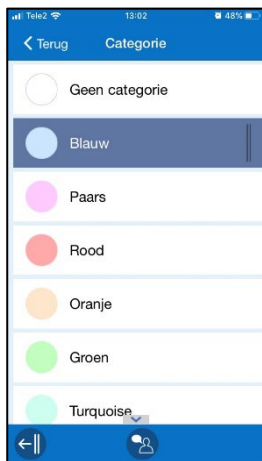 Tele2 13:02 48%
Terug Categorie
Geen categorie
Blauw
Paars
Rood
Oranje
Groen
Turquoise